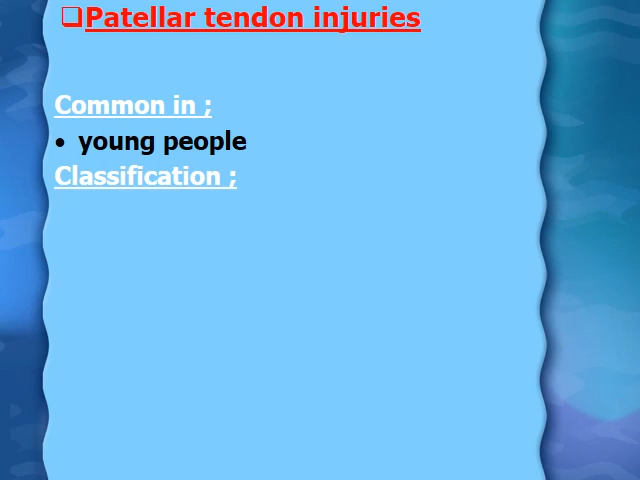 ❑Patellar tendon injuries
Common in ;
• young people
Classification ;